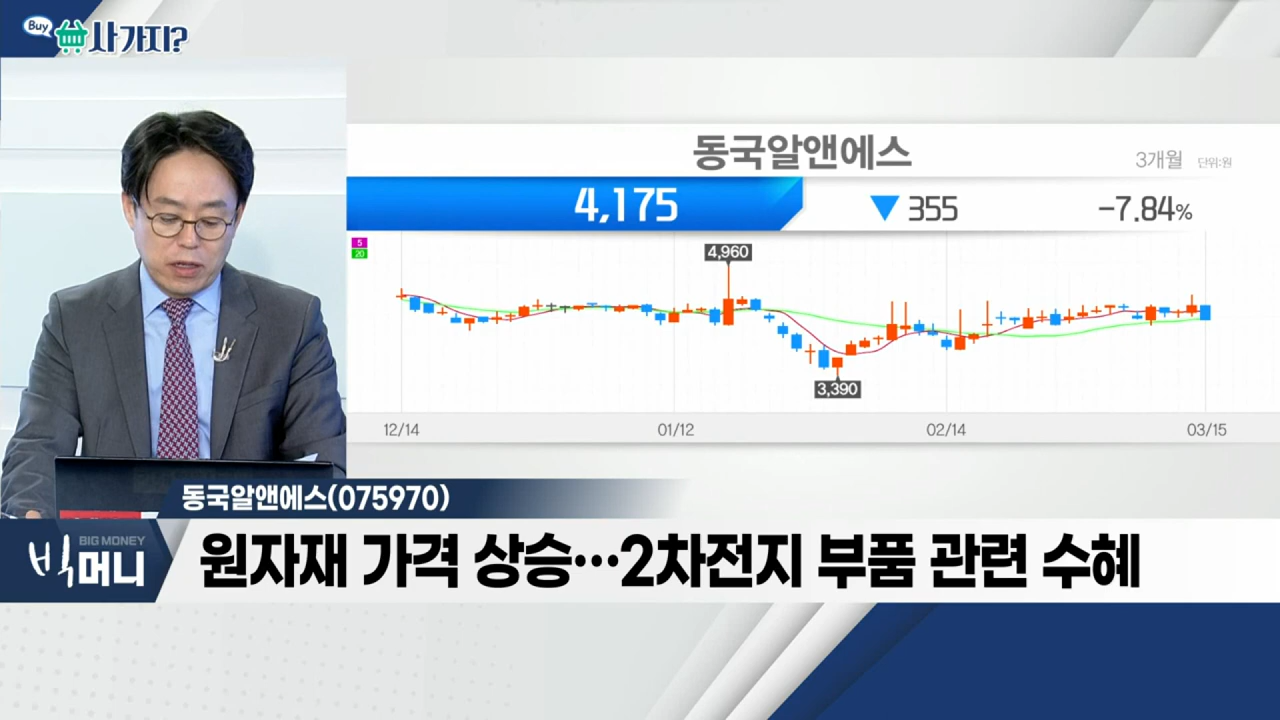 Buy
사가지?
동국알앤에스
3개월 단위:원
4,175 ▼ 355 -7.84%
5
20
4,960
3,390
12/14 01/12 02/14 03/15
동국알앤에스(075970)
BIG MONEY
빅머니
원자재 가격 상승…2차전지 부품 관련 수혜